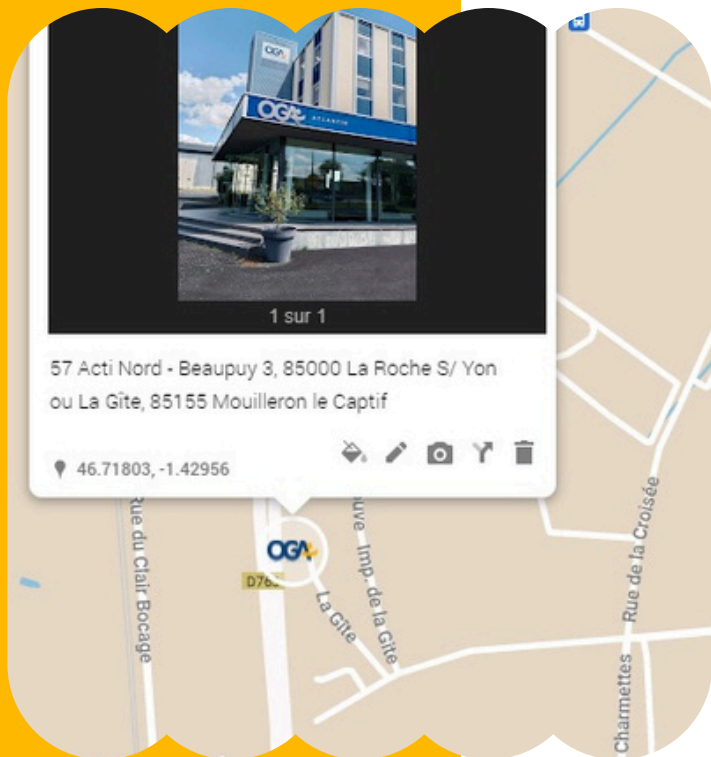 OGA
OGA ATLANTIC
1 sur 1
57 Acti Nord - Beaupuy 3, 85000 La Roche S/ Yon
ou La Gîte, 85155 Mouilleron le Captif
46.71803, -1.42956
OGA
D763
Rue du Clair Bocage
La Gîte
Imp. de la Gîte
Rue de la Croisée
Charmettes